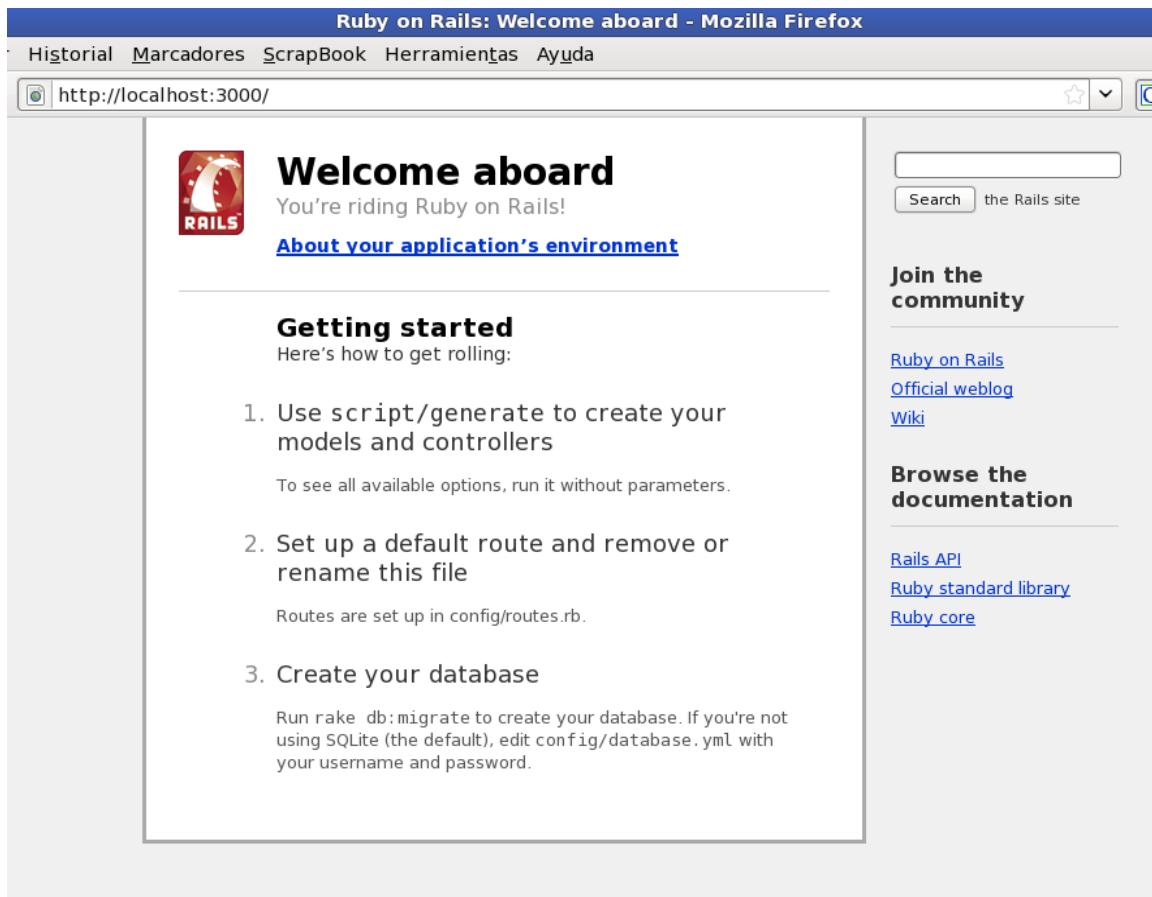 Ruby on Rails: Welcome aboard - Mozilla Firefox
Historial Marcadores ScrapBook Herramientas Ayuda
http://localhost:3000/
RAILS
Welcome aboard
You’re riding Ruby on Rails!
About your application’s environment
Getting started
Here’s how to get rolling:
1. Use script/generate to create your
models and controllers
To see all available options, run it without parameters.
2. Set up a default route and remove or
rename this file
Routes are set up in config/routes.rb.
3. Create your database
Run rake db:migrate to create your database. If you're not
using SQLite (the default), edit config/database.yml with
your username and password.
Search the Rails site
Join the
community
Ruby on Rails
Official weblog
Wiki
Browse the
documentation
Rails API
Ruby standard library
Ruby core